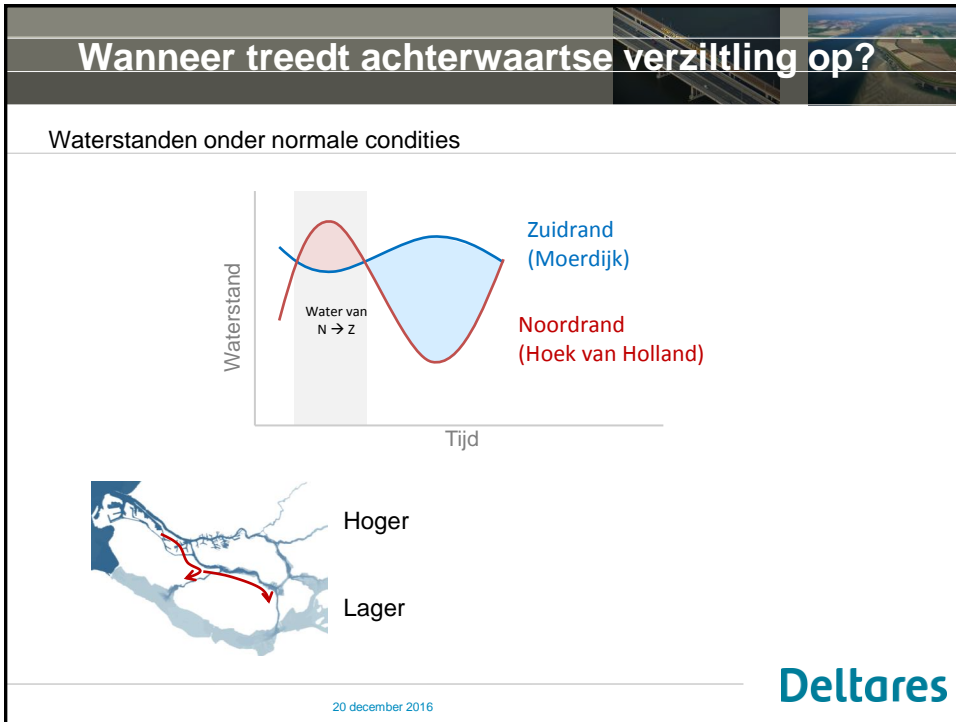 Wanneer treedt achterwaartse verziltling op?
Waterstanden onder normale condities
Waterstand
Water van
N → Z
Zuidrand
(Moerdijk)
Noordrand
(Hoek van Holland)
Tijd
Hoger
Lager
20 december 2016
Deltares